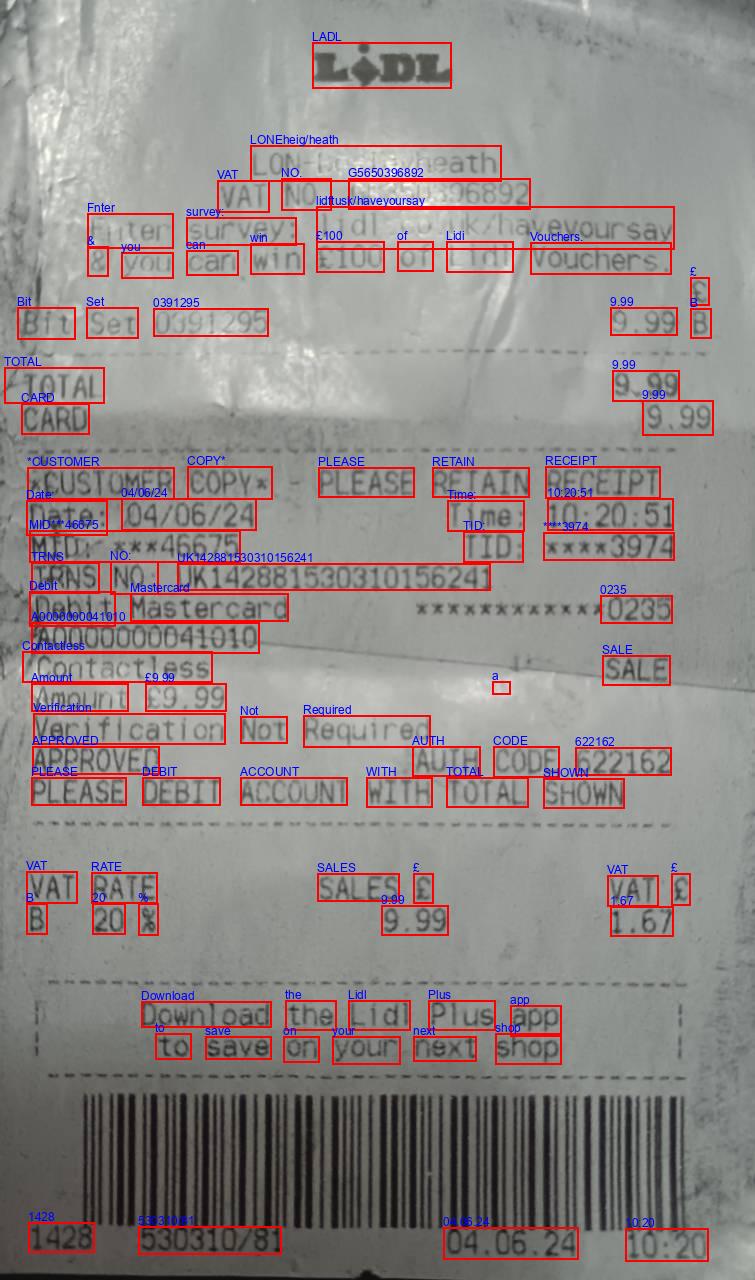 LIDL
LON-Bexleyheath
VAT NO.
Enter survey: lidl.co.uk/haveyoursay
& you can win £100 of Lidl Vouchers.
£
Bit Set 0391295 9.99 B
TOTAL 9.99
CARD 9.99
*CUSTOMER COPY* PLEASE RETAIN RECEIPT
Date: 04/06/24 Time: 10:20:51
MID: ***46675 TID: ****3974
TRNS NO: UK142881530310156241
Debit Mastercard ************0235
A0000000041010
Contactless SALE
Amount £9.99
Verification Not Required
APPROVED AUTH CODE 622162
PLEASE DEBIT ACCOUNT WITH TOTAL SHOWN
VAT RATE SALES £ VAT £
B 20 % 9.99 1.67
Download the Lidl Plus app
to save on your next shop
1428 530310/81 04.06.24 10:20